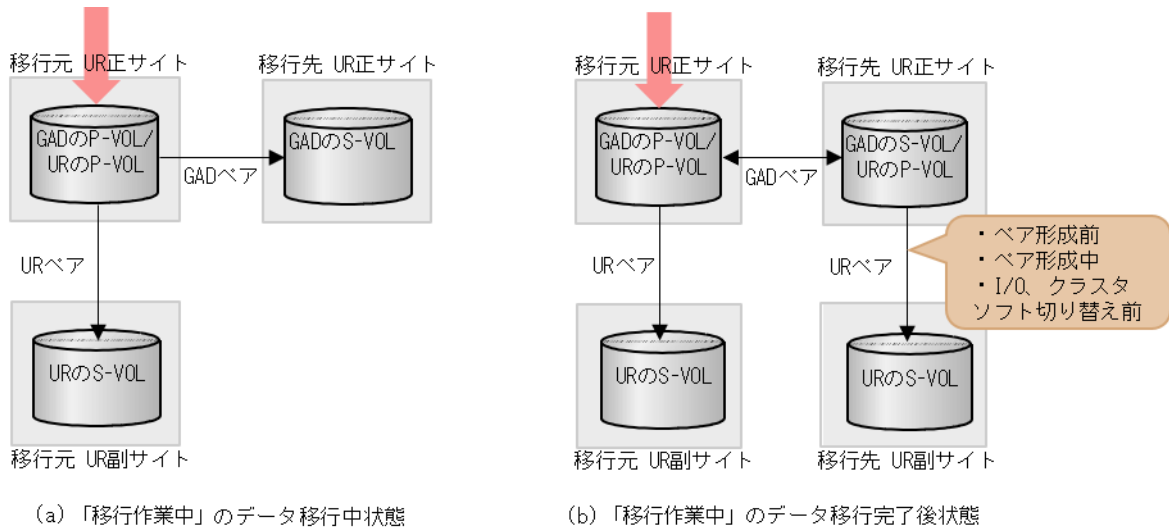 移行元 UR正サイト
移行先 UR正サイト
GADのP-VOL/
URのP-VOL
GADのS-VOL
GADペア
URペア
URのS-VOL
移行元 UR副サイト
(a) 「移行作業中」のデータ移行中状態
移行元 UR正サイト
移行先 UR正サイト
GADのP-VOL/
URのP-VOL
GADのS-VOL/
URのP-VOL
GADペア
URペア
URペア
・ペア形成前
・ペア形成中
・I/O、クラスタ
ソフト切り替え前
URのS-VOL
URのS-VOL
移行元 UR副サイト
移行先 UR副サイト
(b) 「移行作業中」のデータ移行完了後状態